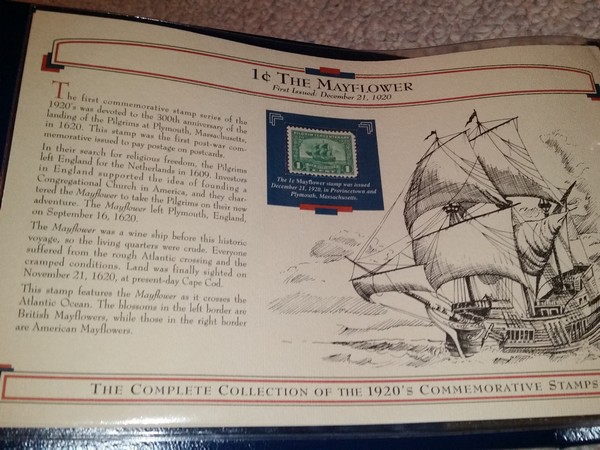 1¢ THE MAYFLOWER
First Issued: December 21, 1920
The first commemorative stamp series of the
1920's was devoted to the 300th anniversary of the
landing of the Pilgrims at Plymouth, Massachusetts,
in 1620. This stamp was the first post-war com-
memorative issued to pay postage on postcards.
In their search for religious freedom, the Pilgrims
left England for the Netherlands in 1609. Investors
in England supported the idea of founding a
Congregational Church in America, and they char-
tered the Mayflower to take the Pilgrims on their new
adventure. The Mayflower left Plymouth, England,
on September 16, 1620.
The Mayflower was a wine ship before this historic
voyage, so the living quarters were crude. Everyone
suffered from the rough Atlantic crossing and the
cramped conditions. Land was finally sighted on
November 21, 1620, at present-day Cape Cod.
This stamp features the Mayflower as it crosses the
Atlantic Ocean. The blossoms in the left border are
British Mayflowers, while those in the right border
are American Mayflowers.
1 1
The 1¢ Mayflower stamp was issued
December 21, 1920, in Provincetown and
Plymouth, Massachusetts.
THE COMPLETE COLLECTION OF THE 1920'S COMMEMORATIVE STAMPS